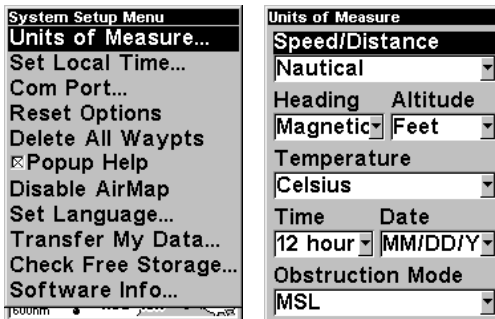 System Setup Menu
Units of Measure...
Set Local Time...
Com Port...
Reset Options
Delete All Waypts
Popup Help
Disable AirMap
Set Language...
Transfer My Data...
Check Free Storage...
Software Info...
Units of Measure
Speed/Distance
Nautical
Heading Altitude
Magnetic Feet
Temperature
Celsius
Time Date
12 hour MM/DD/Y
Obstruction Mode
MSL